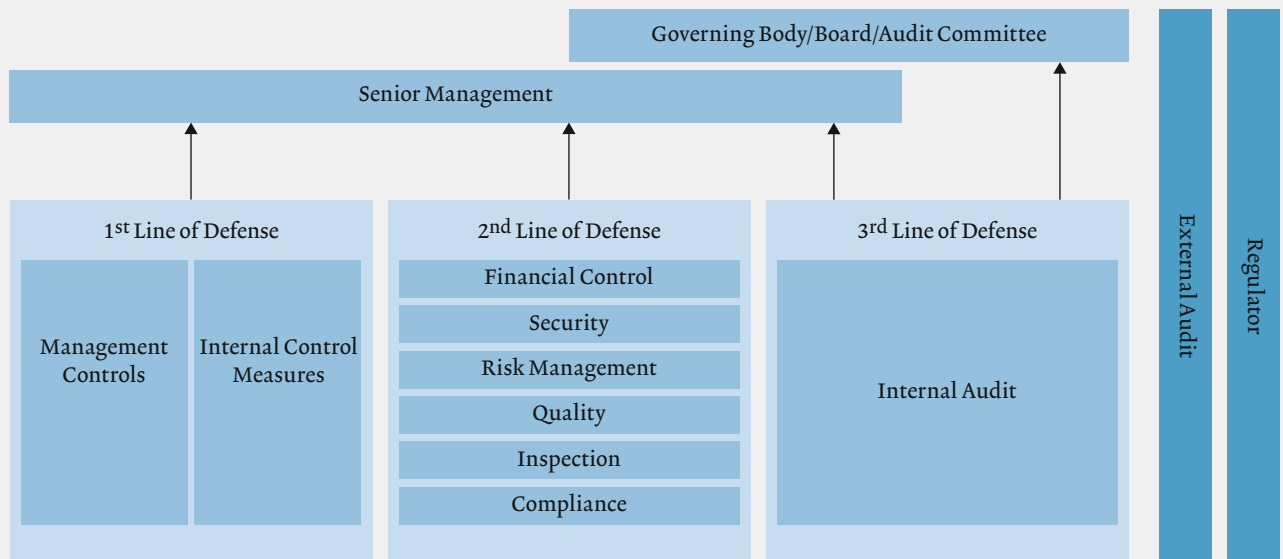 Governing Body/Board/Audit Committee
Senior Management
1st Line of Defense
Management
Controls
Internal Control
Measures
2nd Line of Defense
Financial Control
Security
Risk Management
Quality
Inspection
Compliance
3rd Line of Defense
Internal Audit
External Audit
Regulator